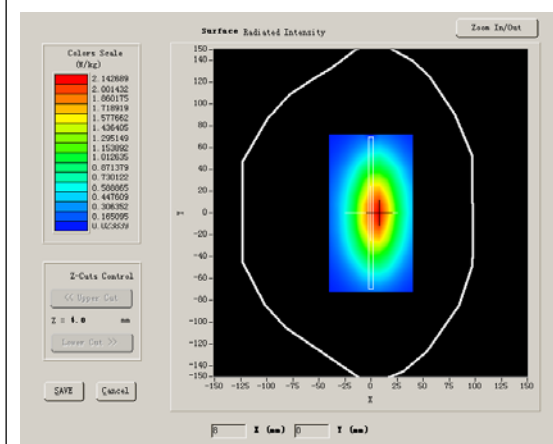 Surface Radiated Intensity
Zoom In/Out
Colors Scale
(W/kg)
2.142689
2.001432
1.860175
1.718919
1.577662
1.436405
1.295149
1.153892
1.012635
0.871379
0.730122
0.588865
0.447609
0.306352
0.165095
0.023839
150
140
120
100
80
60
40
20
0
-20
-40
-60
-80
-100
-120
-140
-150
Y
-150 -125 -100 -75 -50 -25 0 25 50 75 100 125 150
X
Z-Cuts Control
<< Upper Cut
Z = 4.0 mm
Lower Cut >>
SAVE Cancel
8 X (mm) 0 Y (mm)